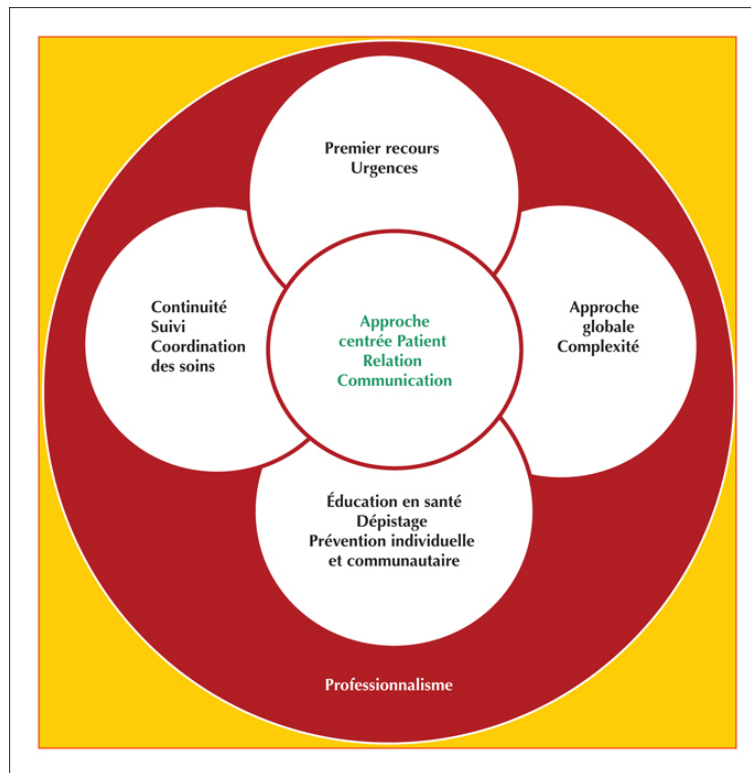 Premier recours
Urgences
Continuité
Suivi
Coordination
des soins
Approche
centrée Patient
Relation
Communication
Approche
globale
Complexité
Éducation en santé
Dépistage
Prévention individuelle
et communautaire
Professionnalisme